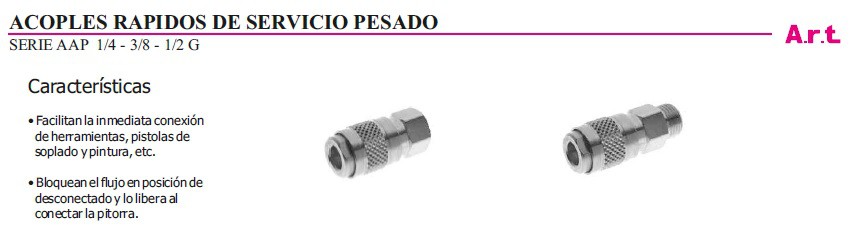 ACOPLES RAPIDOS DE SERVICIO PESADO
SERIE AAP 1/4 - 3/8 - 1/2 G
A.r.t.
Características
• Facilitan la inmediata conexión
de herramientas, pistolas de
soplado y pintura, etc.
• Bloquean el flujo en posición de
desconectado y lo libera al
conectar la pitorra.